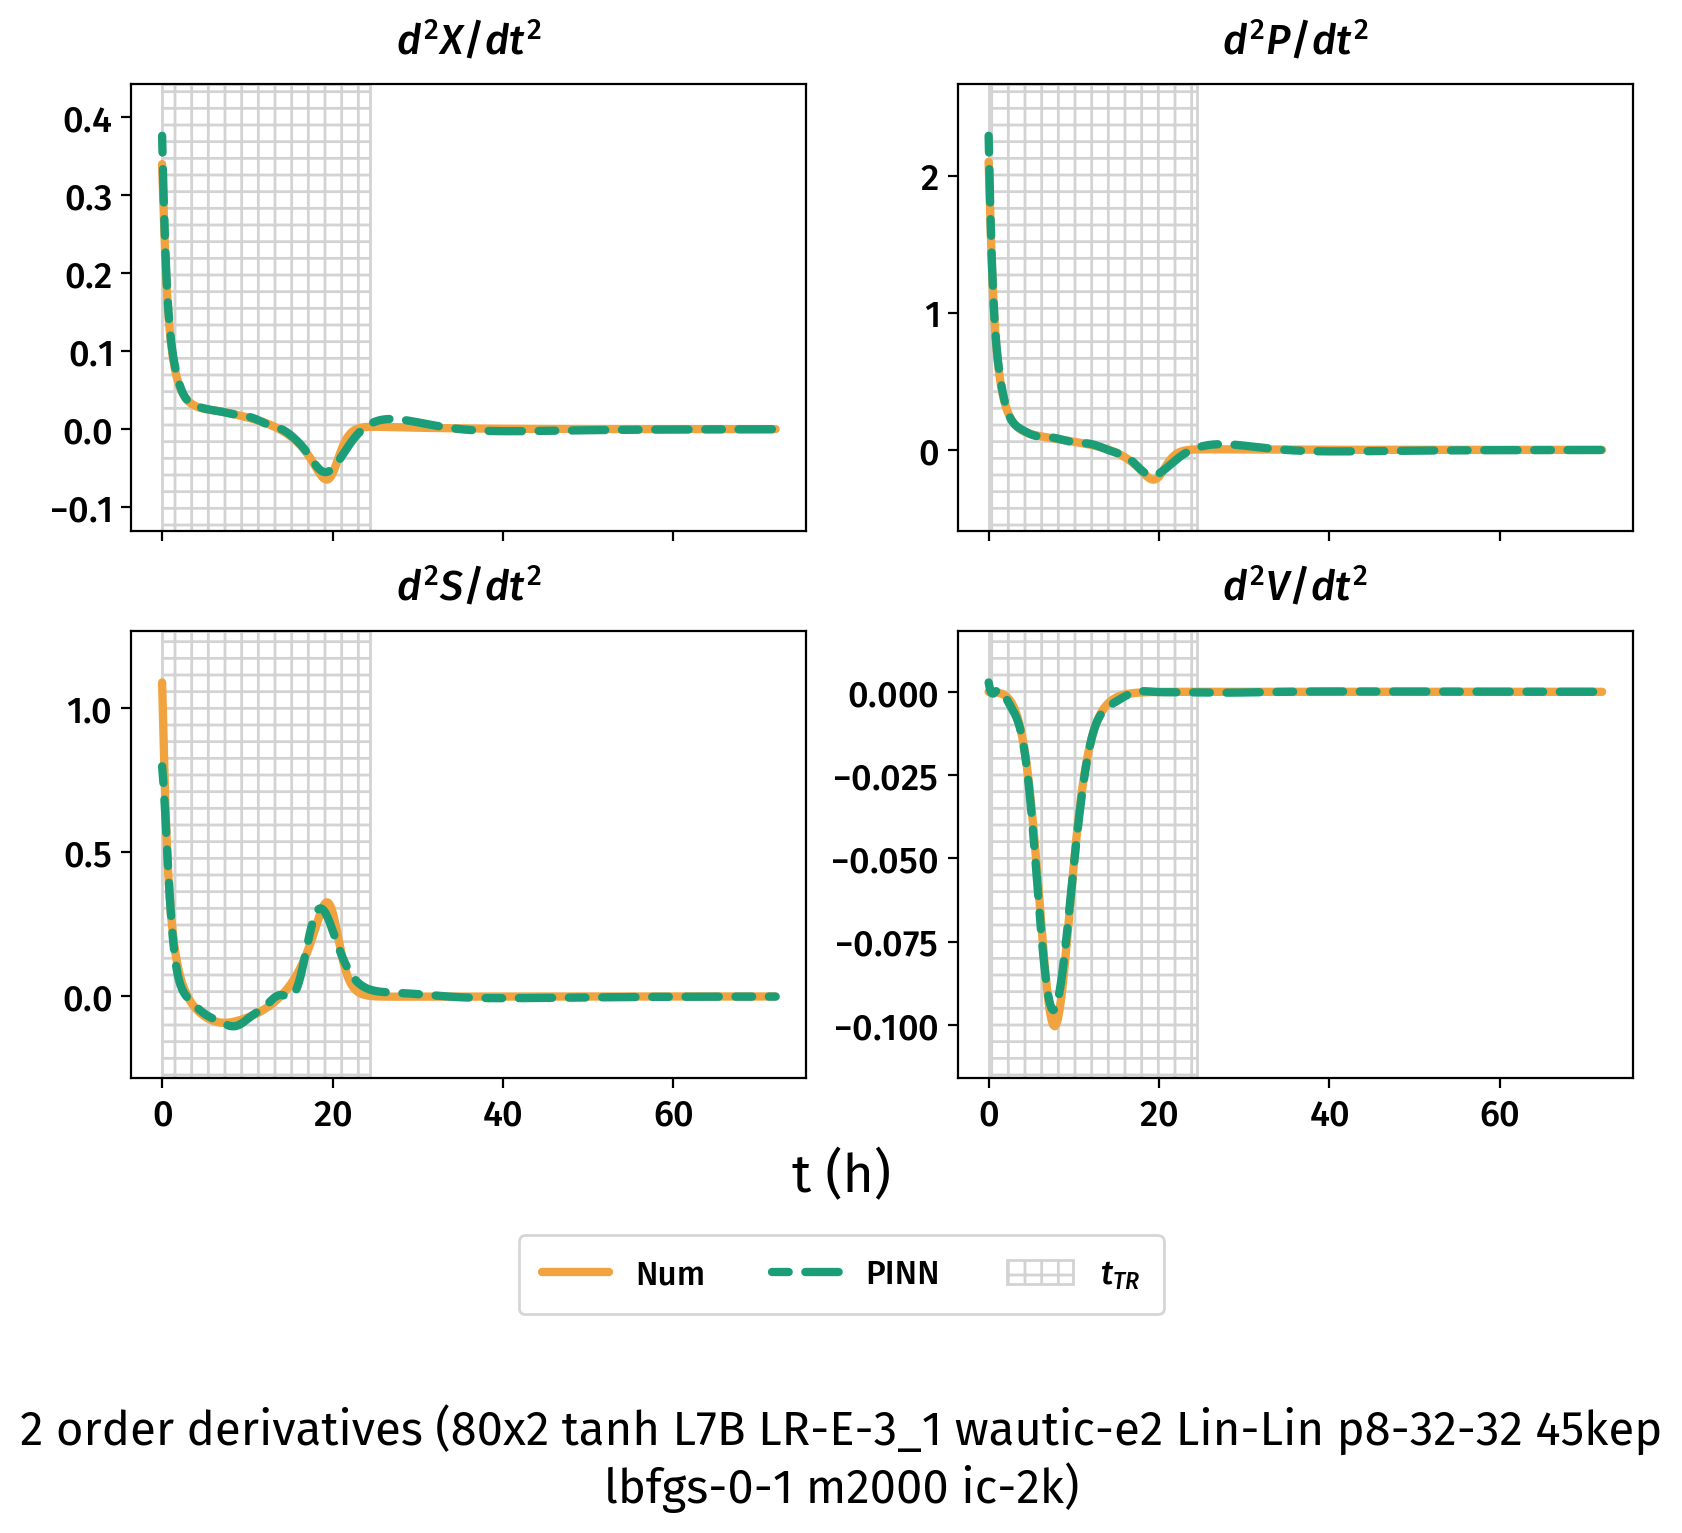 d²X/dt²
d²P/dt²
0.4
0.3
0.2
0.1
0.0
−0.1
2
1
0
d²S/dt²
d²V/dt²
1.0
0.5
0.0
0 20 40 60
0.000
−0.025
−0.050
−0.075
−0.100
0 20 40 60
t (h)
Num PINN t_TR
2 order derivatives (80x2 tanh L7B LR-E-3_1 wautic-e2 Lin-Lin p8-32-32 45kep
lbfgs-0-1 m2000 ic-2k)